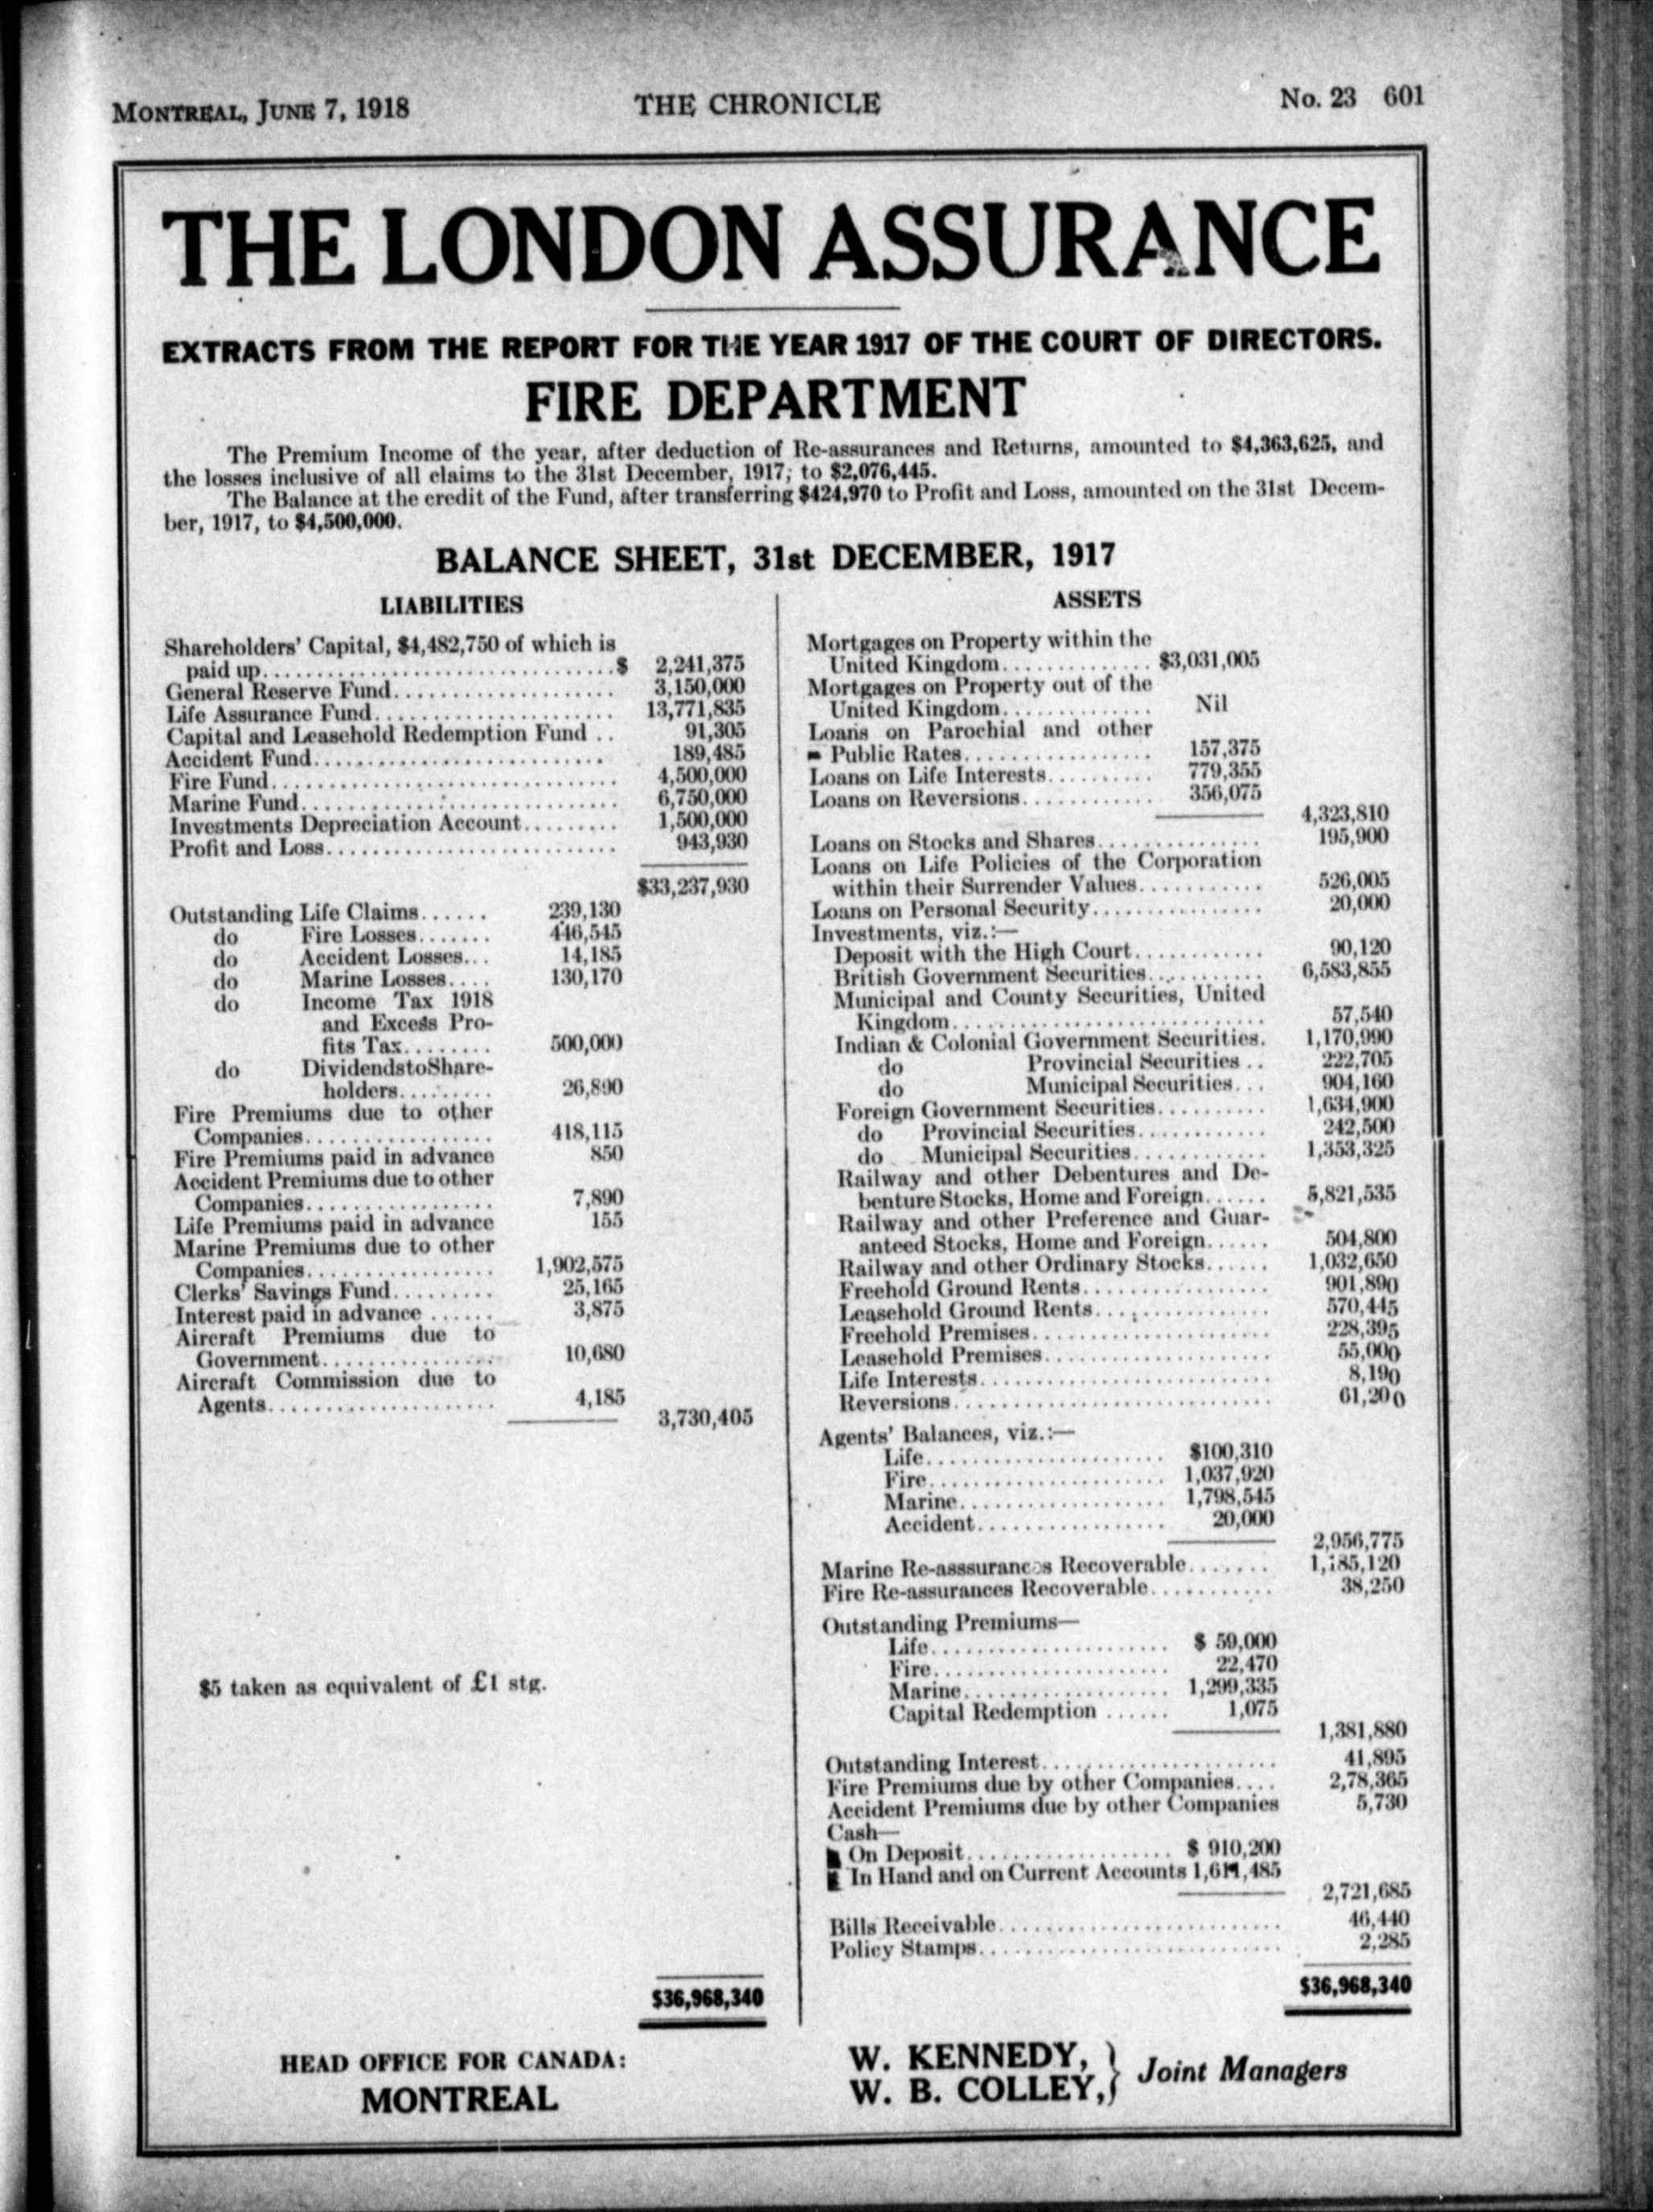 MONTREAL, JUNE 7, 1918 THE CHRONICLE No. 23 601
THE LONDON ASSURANCE
EXTRACTS FROM THE REPORT FOR THE YEAR 1917 OF THE COURT OF DIRECTORS.
FIRE DEPARTMENT
The Premium Income of the year, after deduction of Re-assurances and Returns, amounted to $4,363,625, and
the losses inclusive of all claims to the 31st December, 1917, to $2,076,445.
The Balance at the credit of the Fund, after transferring $424,970 to Profit and Loss, amounted on the 31st Decem-
ber, 1917, to $4,500,000.
BALANCE SHEET, 31st DECEMBER, 1917
LIABILITIES
Shareholders' Capital, $4,482,750 of which is
paid up................................$ 2,241,375
General Reserve Fund.................... 3,150,000
Life Assurance Fund...................... 13,771,835
Capital and Leasehold Redemption Fund .. 91,305
Accident Fund.......................... 189,485
Fire Fund.............................. 4,500,000
Marine Fund............................ 6,750,000
Investments Depreciation Account......... 1,500,000
Profit and Loss.......................... 943,930
$33,237,930
Outstanding Life Claims...... 239,130
do Fire Losses....... 446,545
do Accident Losses... 14,185
do Marine Losses.... 130,170
do Income Tax 1918
and Excess Pro-
fits Tax........ 500,000
do DividendstoShare-
holders......... 26,890
Fire Premiums due to other
Companies................. 418,115
Fire Premiums paid in advance 850
Accident Premiums due to other
Companies................. 7,890
Life Premiums paid in advance 155
Marine Premiums due to other
Companies................. 1,902,575
Clerks' Savings Fund......... 25,165
Interest paid in advance ...... 3,875
Aircraft Premiums due to
Government............... 10,680
Aircraft Commission due to
Agents.................... 4,185
3,730,405
$5 taken as equivalent of £1 stg.
$36,968,340
ASSETS
Mortgages on Property within the
United Kingdom.............. $3,031,005
Mortgages on Property out of the
United Kingdom.............. Nil
Loans on Parochial and other
Public Rates................. 157,375
Loans on Life Interests.......... 779,355
Loans on Reversions............ 356,075
4,323,810
Loans on Stocks and Shares............... 195,900
Loans on Life Policies of the Corporation
within their Surrender Values........... 526,005
Loans on Personal Security................ 20,000
Investments, viz.:—
Deposit with the High Court............ 90,120
British Government Securities........... 6,583,855
Municipal and County Securities, United
Kingdom............................ 57,540
Indian & Colonial Government Securities. 1,170,990
do Provincial Securities .. 222,705
do Municipal Securities... 904,160
Foreign Government Securities.......... 1,634,900
do Provincial Securities............ 242,500
do Municipal Securities............ 1,353,325
Railway and other Debentures and De-
benture Stocks, Home and Foreign...... 5,821,535
Railway and other Preference and Guar-
anteed Stocks, Home and Foreign...... 504,800
Railway and other Ordinary Stocks...... 1,032,650
Freehold Ground Rents................. 901,890
Leasehold Ground Rents................ 570,445
Freehold Premises...................... 228,395
Leasehold Premises..................... 55,000
Life Interests........................... 8,190
Reversions............................. 61,200
Agents' Balances, viz.:—
Life...................... $100,310
Fire...................... 1,037,920
Marine................... 1,798,545
Accident................. 20,000
2,956,775
Marine Re-asssurances Recoverable....... 1,185,120
Fire Re-assurances Recoverable........... 38,250
Outstanding Premiums—
Life...................... $ 59,000
Fire...................... 22,470
Marine................... 1,299,335
Capital Redemption ...... 1,075
1,381,880
Outstanding Interest..................... 41,895
Fire Premiums due by other Companies.... 2,78,365
Accident Premiums due by other Companies 5,730
Cash—
On Deposit................... $ 910,200
In Hand and on Current Accounts
2,721,685
Bills Receivable......................... 46,440
Policy Stamps........................... 2,285
$36,968,340
HEAD OFFICE FOR CANADA:
MONTREAL
W. KENNEDY, }
W. B. COLLEY, } Joint Managers